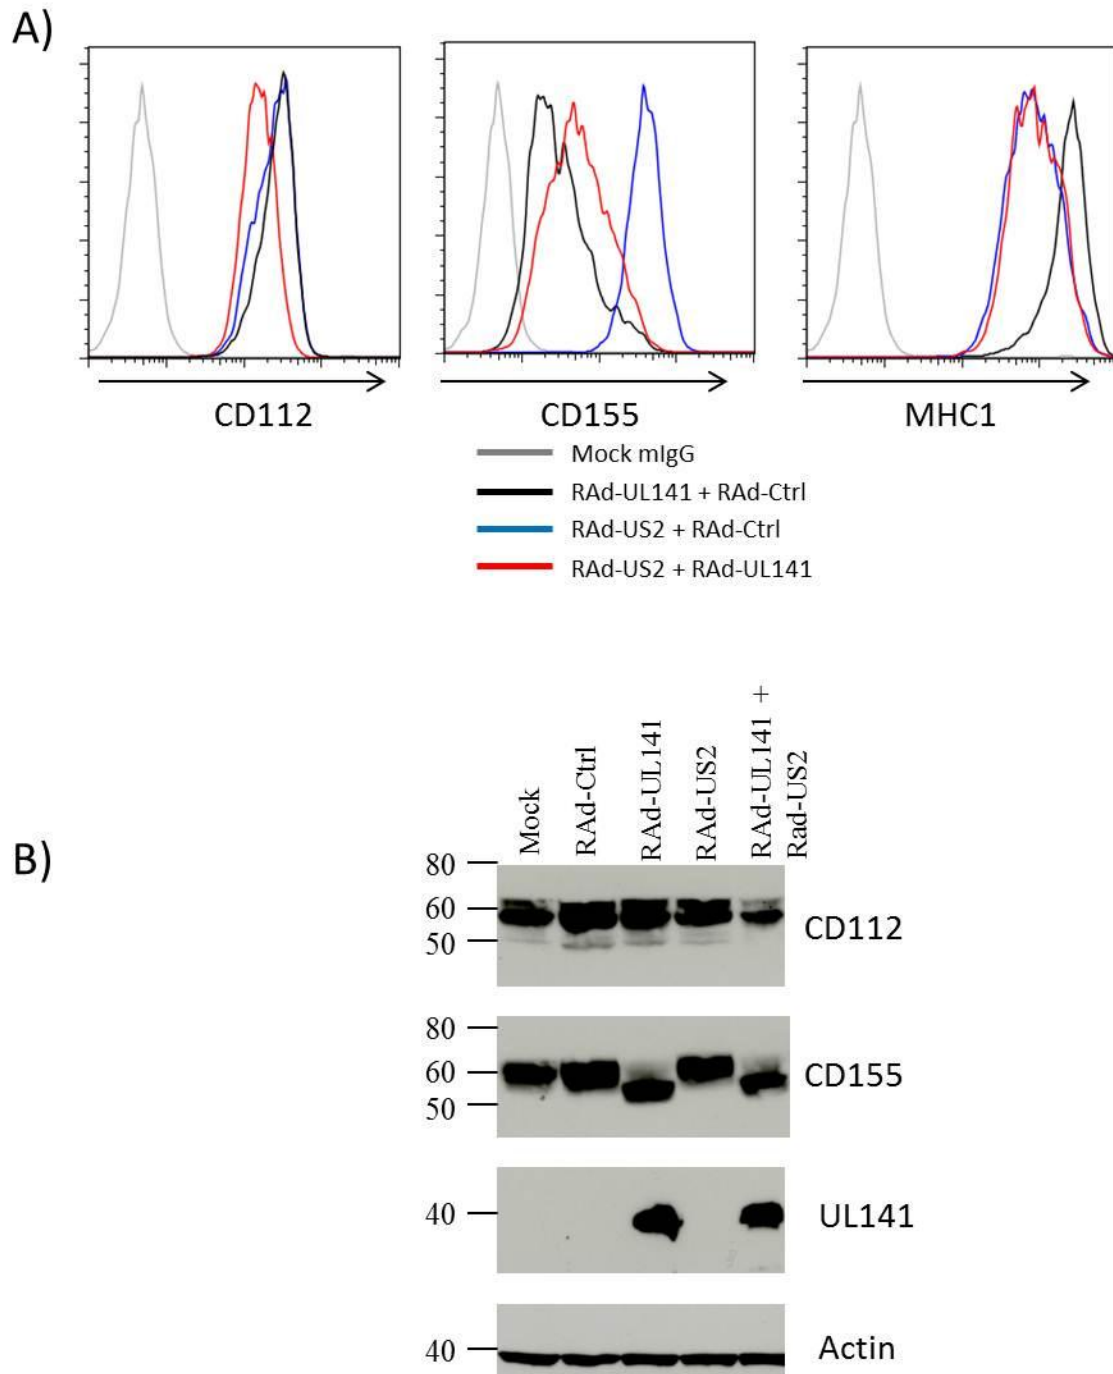 A)
CD112
CD155
MHC1
Mock mIgG
RAd-UL141 + RAd-Ctrl
RAd-US2 + RAd-Ctrl
RAd-US2 + RAd-UL141
B)
Mock
RAd-Ctrl
RAd-UL141
RAd-US2
RAd-UL141 +
Rad-US2
80
60
50
CD112
80
60
50
CD155
40
UL141
40
Actin